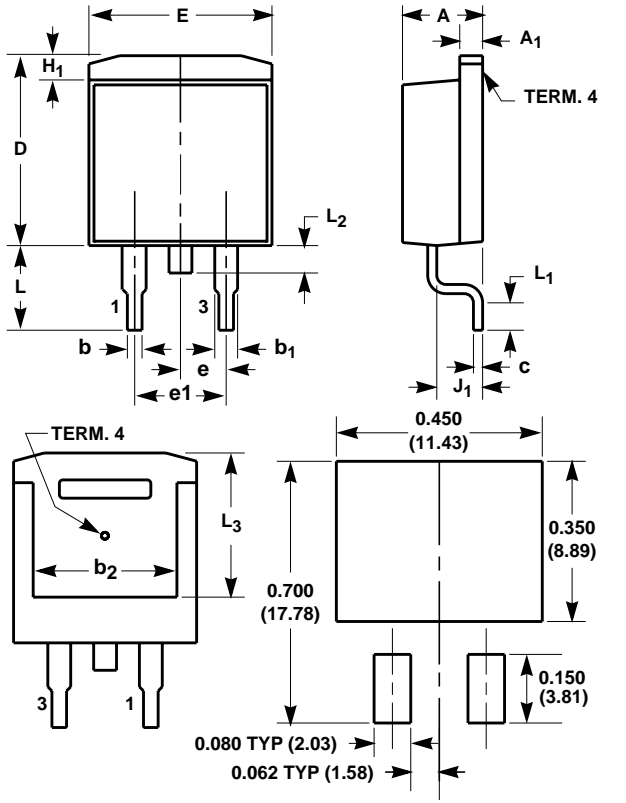 E
A
A1
H1
TERM. 4
D
L2
L
L1
1
3
b
b1
e
c
e1
J1
0.450
(11.43)
TERM. 4
L3
0.350
(8.89)
b2
0.700
(17.78)
0.150
(3.81)
3
1
0.080 TYP (2.03)
0.062 TYP (1.58)